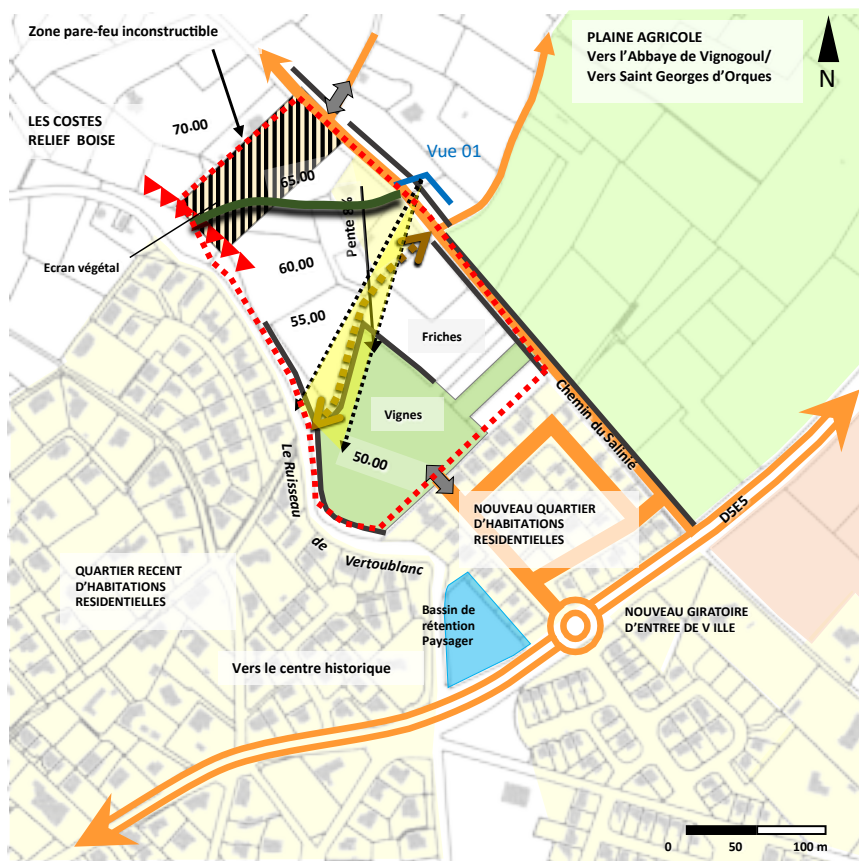 Zone pare-feu inconstructible
PLAINE AGRICOLE
Vers l'Abbaye de Vignogoul/
Vers Saint Georges d'Orques
N
LES COSTES
RELIEF BOISE
70.00
Vue 01
65.00
Pente 8%
Ecran végétal
60.00
55,00
Friches
Vignes
Chemin du Salinié
50.00
Le Ruisseau
de Vertoublanc
NOUVEAU QUARTIER
D'HABITATIONS
RESIDENTIELLES
D5E5
QUARTIER RECENT
D'HABITATIONS
RESIDENTIELLES
Bassin de
rétention
Paysager
NOUVEAU GIRATOIRE
D'ENTREE DE V ILLE
Vers le centre historique
0 50 100 m